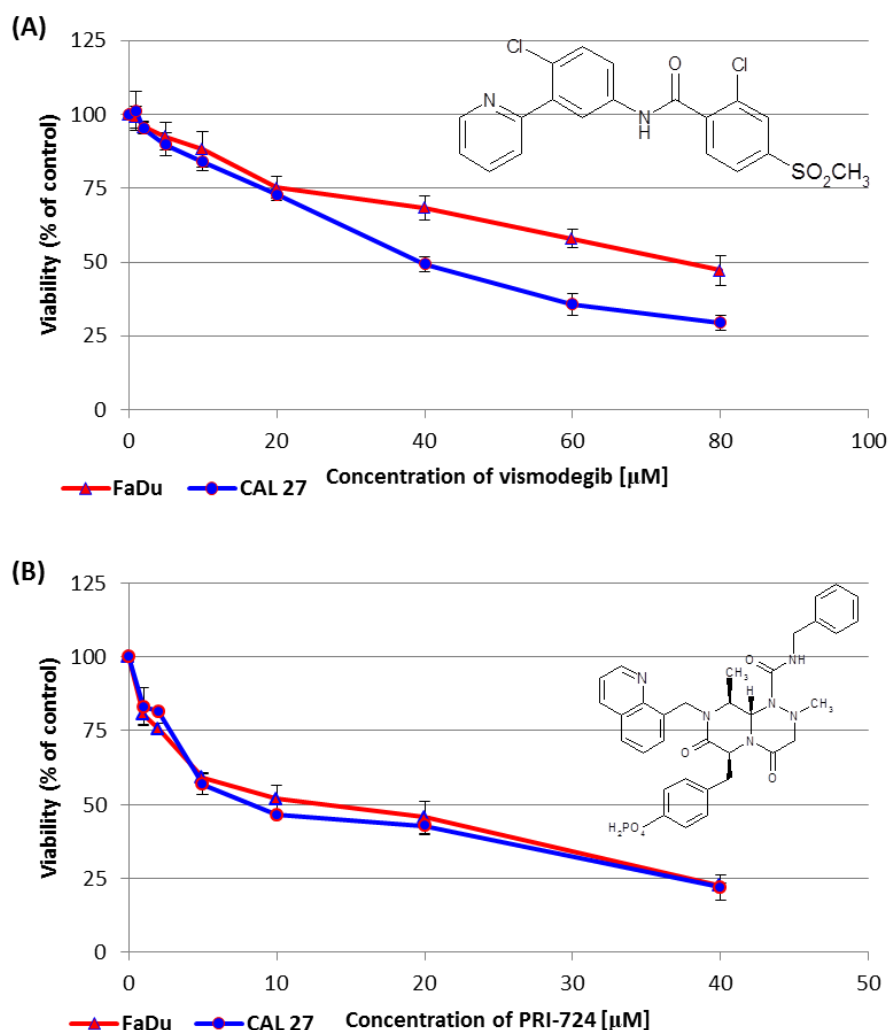 (A)
125
100
75
50
25
0
Viability (% of control)
0 20 40 60 80 100
Concentration of vismodegib [µM]
FaDu CAL 27
Cl
N
N
H
O
Cl
SO₂CH₃
(B)
125
100
75
50
25
0
Viability (% of control)
0 10 20 30 40 50
Concentration of PRI-724 [µM]
FaDu CAL 27
O
NH
CH₃
H
N
N
N
CH₃
N
N
O
O
H₂PO₄